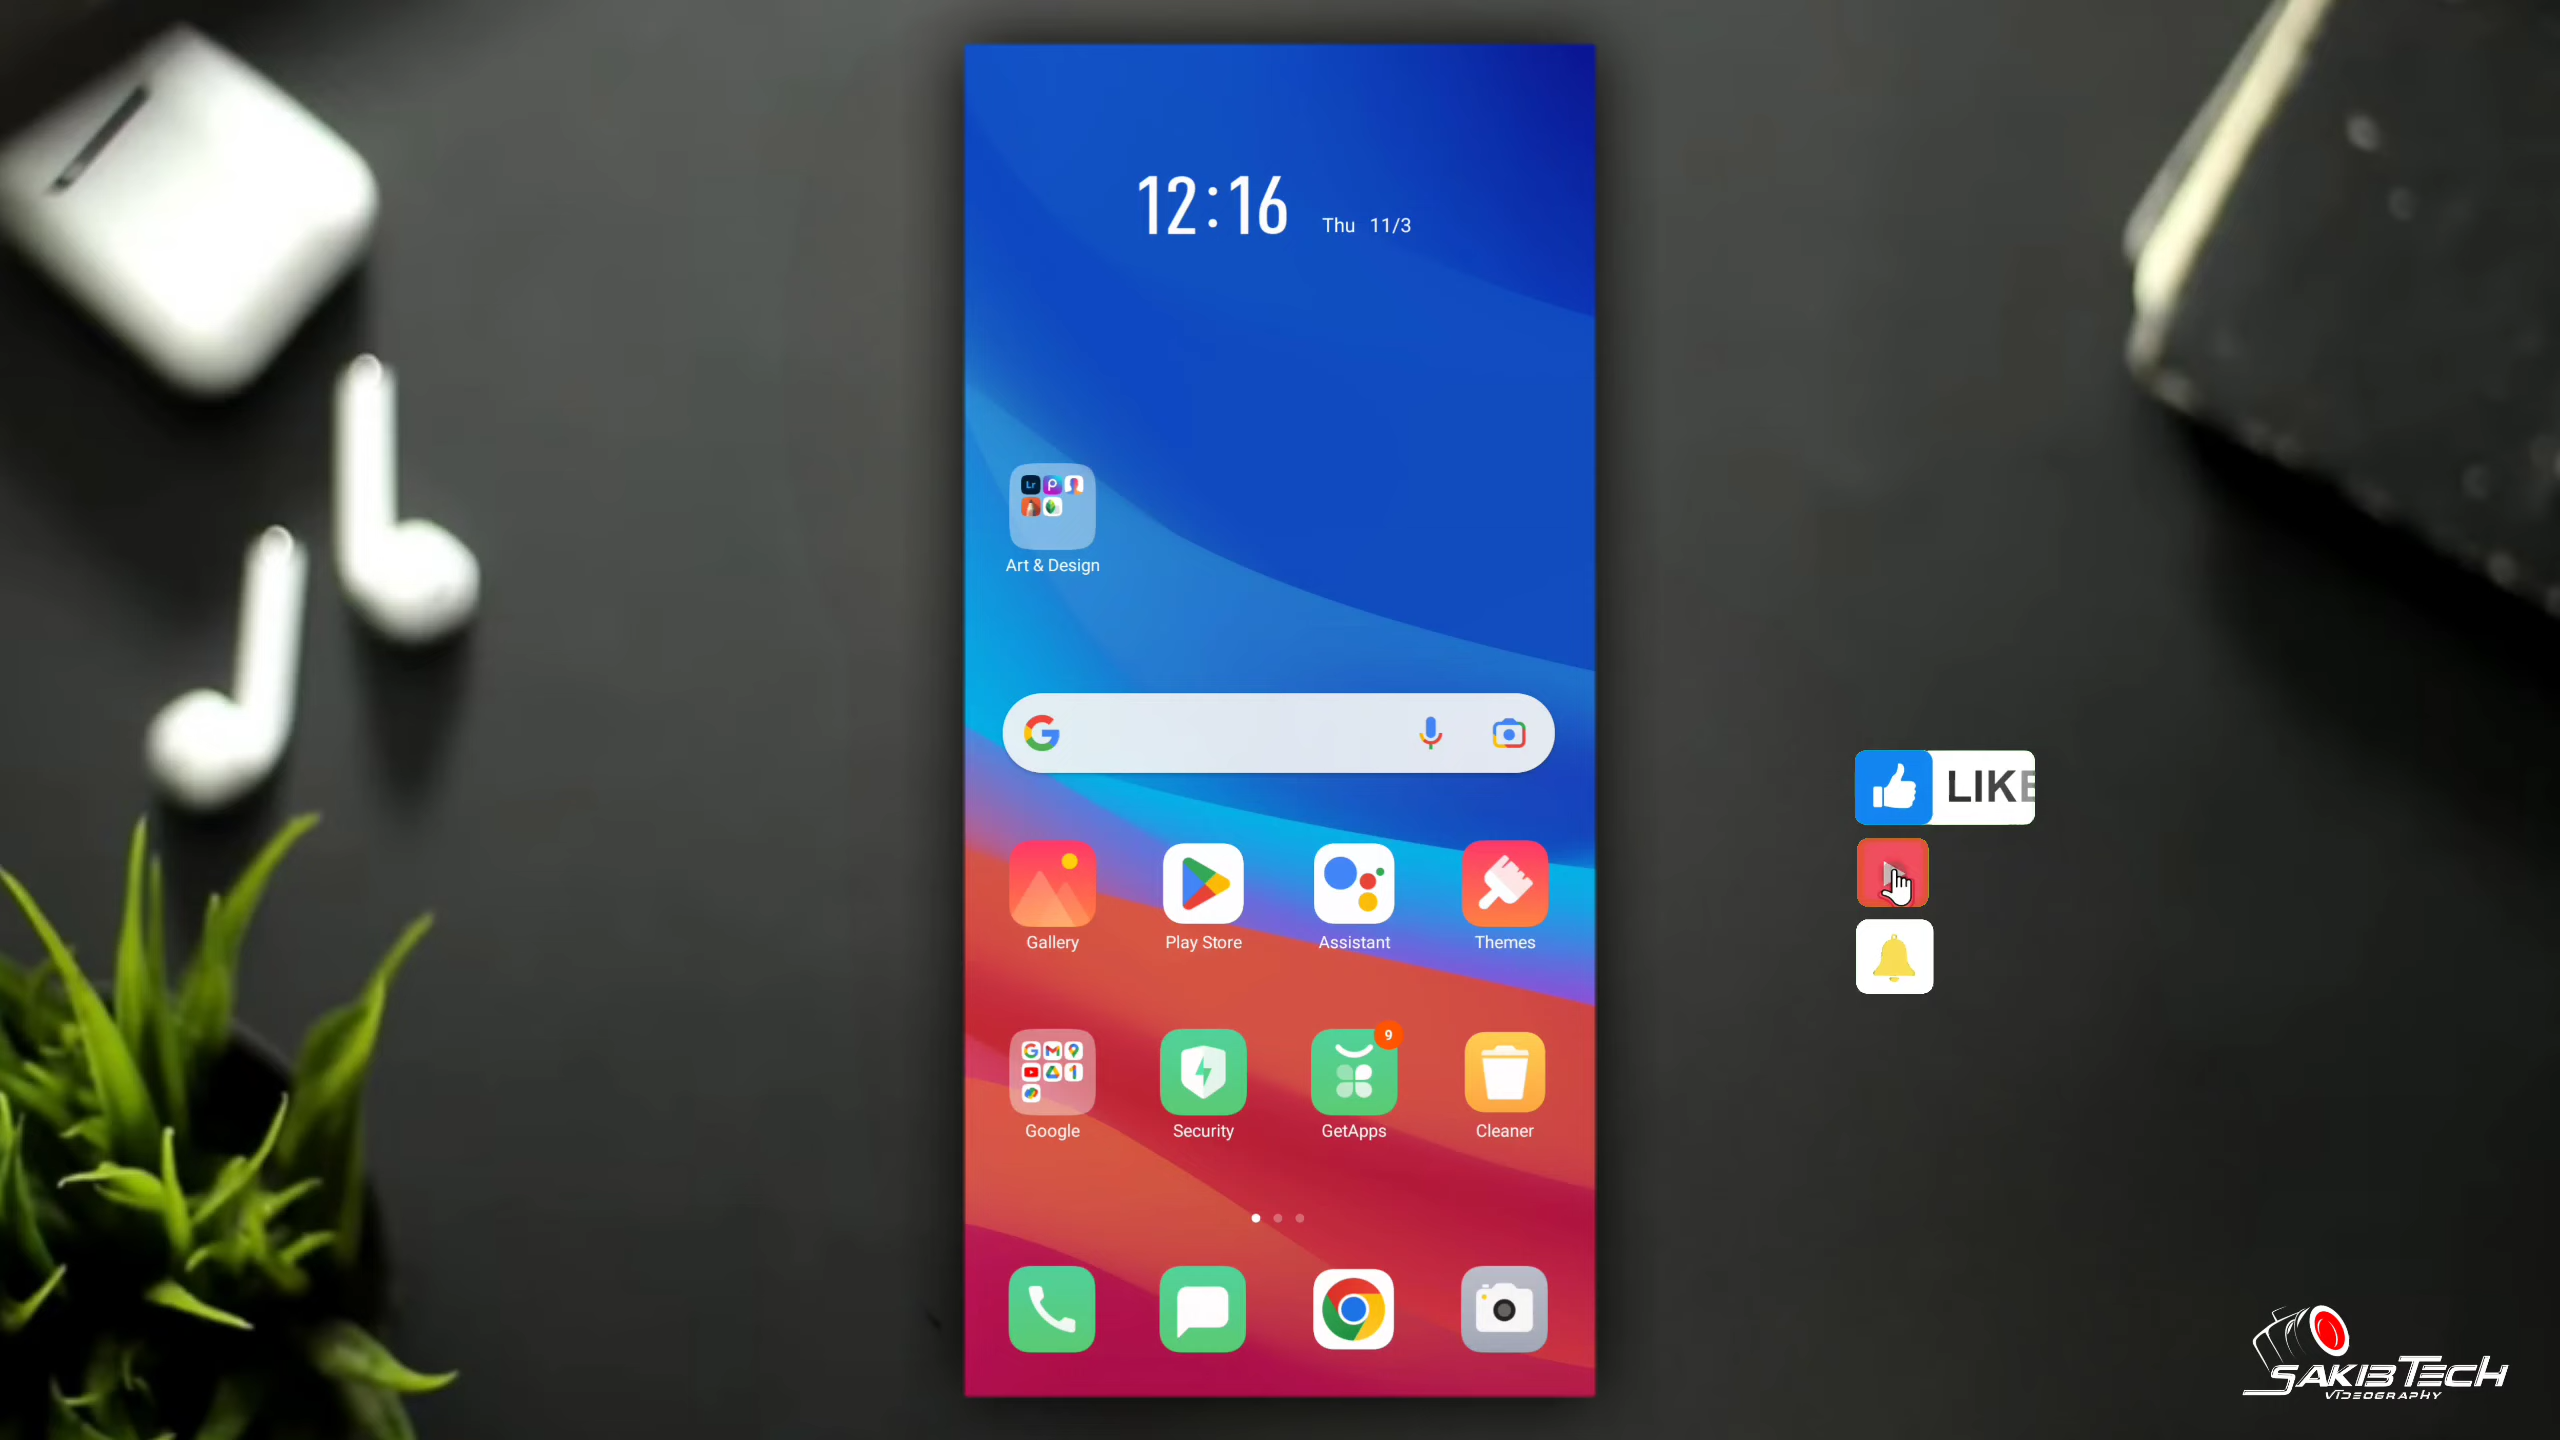 12:16 Thu 11/3
Lr
Art & Design
LIKE
Gallery Play Store Assistant Themes
9
Google Security GetApps Cleaner
SAKIB TECH
VIDEOGRAPHY